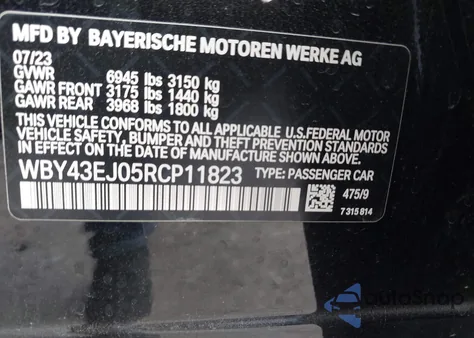 MFD BY BAYERISCHE MOTOREN WERKE AG
07/23
GVWR 6945 lbs 3150 kg
GAWR FRONT 3175 lbs 1440 kg
GAWR REAR 3968 lbs 1800 kg
THIS VEHICLE CONFORMS TO ALL APPLICABLE U.S.FEDERAL MOTOR
VEHICLE SAFETY, BUMPER AND THEFT PREVENTION
STANDARDS IN EFFECT ON THE DATE OF MANUFACTURE SHOWN ABOVE.
WBY43EJ05RCP11823 TYPE: PASSENGER CAR
475/9
7 315 814
autoSnap